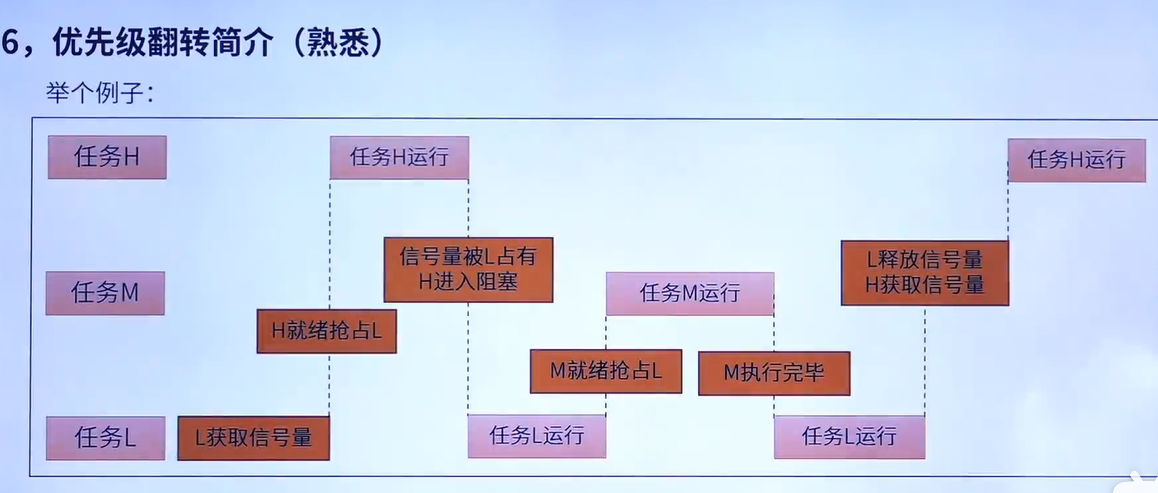 6，优先级翻转简介（熟悉）
举个例子：
任务H
任务H运行
任务H运行
信号量被L占有
H进入阻塞
L释放信号量
H获取信号量
任务M
任务M运行
H就绪抢占L
M就绪抢占L
M执行完毕
任务L
L获取信号量
任务L运行
任务L运行